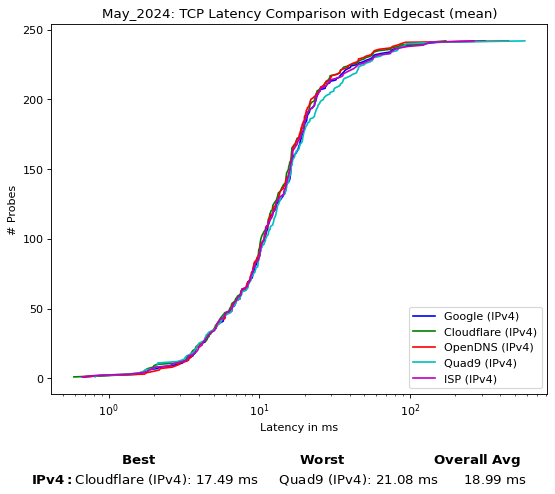 May_2024: TCP Latency Comparison with Edgecast (mean)
250
200
150
100
50
0
# Probes
10⁰
10¹
10²
Latency in ms
Google (IPv4)
Cloudflare (IPv4)
OpenDNS (IPv4)
Quad9 (IPv4)
ISP (IPv4)
Best Worst Overall Avg
IPv4: Cloudflare (IPv4): 17.49 ms Quad9 (IPv4): 21.08 ms 18.99 ms